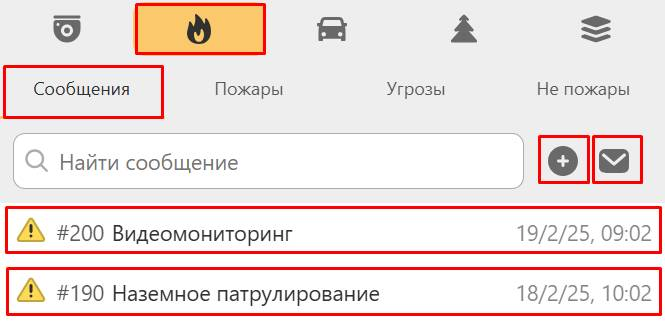 Сообщения Пожары Угрозы Не пожары
Найти сообщение
#200 Видеомониторинг 19/2/25, 09:02
#190 Наземное патрулирование 18/2/25, 10:02